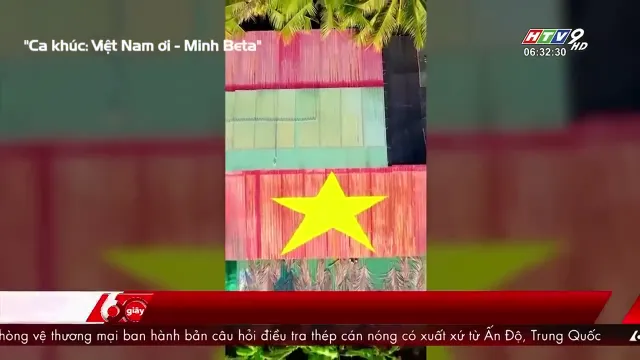 "Ca khúc: Việt Nam ơi - Minh Beta"
HTV9 HD
06:32:30
60 giây
hòng vệ thương mại ban hành bản câu hỏi điều tra thép cán nóng có xuất xứ từ Ấn Độ, Trung Quốc